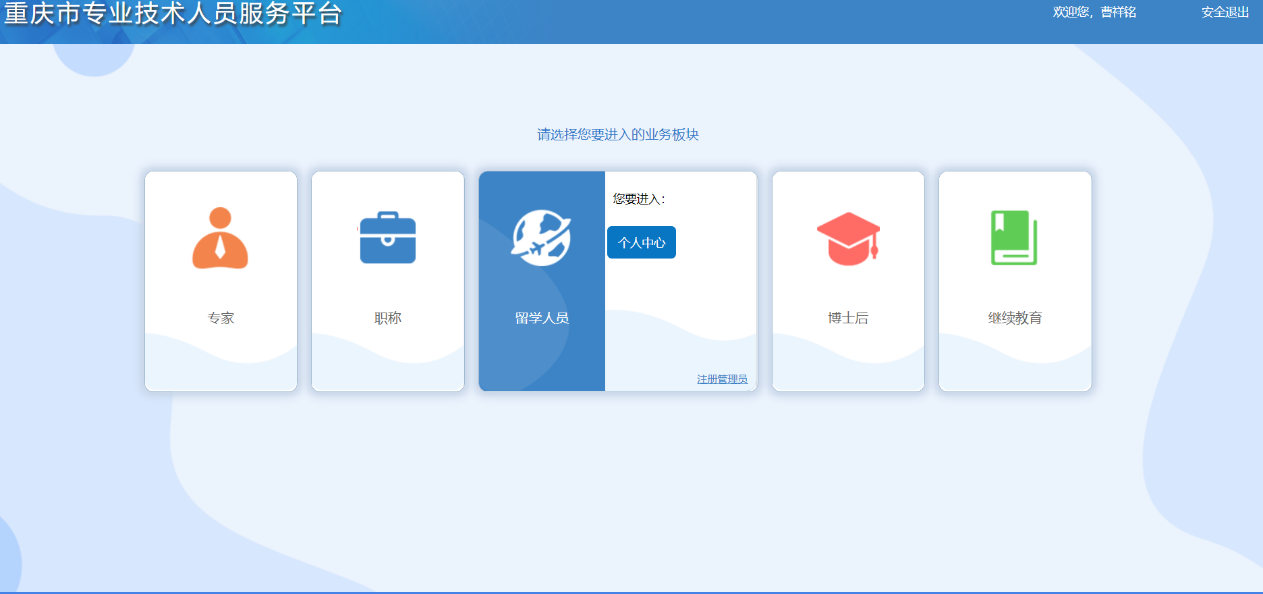 重庆市专业技术人员服务平台
欢迎您，曹祥铭 安全退出
请选择您要进入的业务板块
专家
职称
留学人员
您要进入：
个人中心
注册管理员
博士后
继续教育